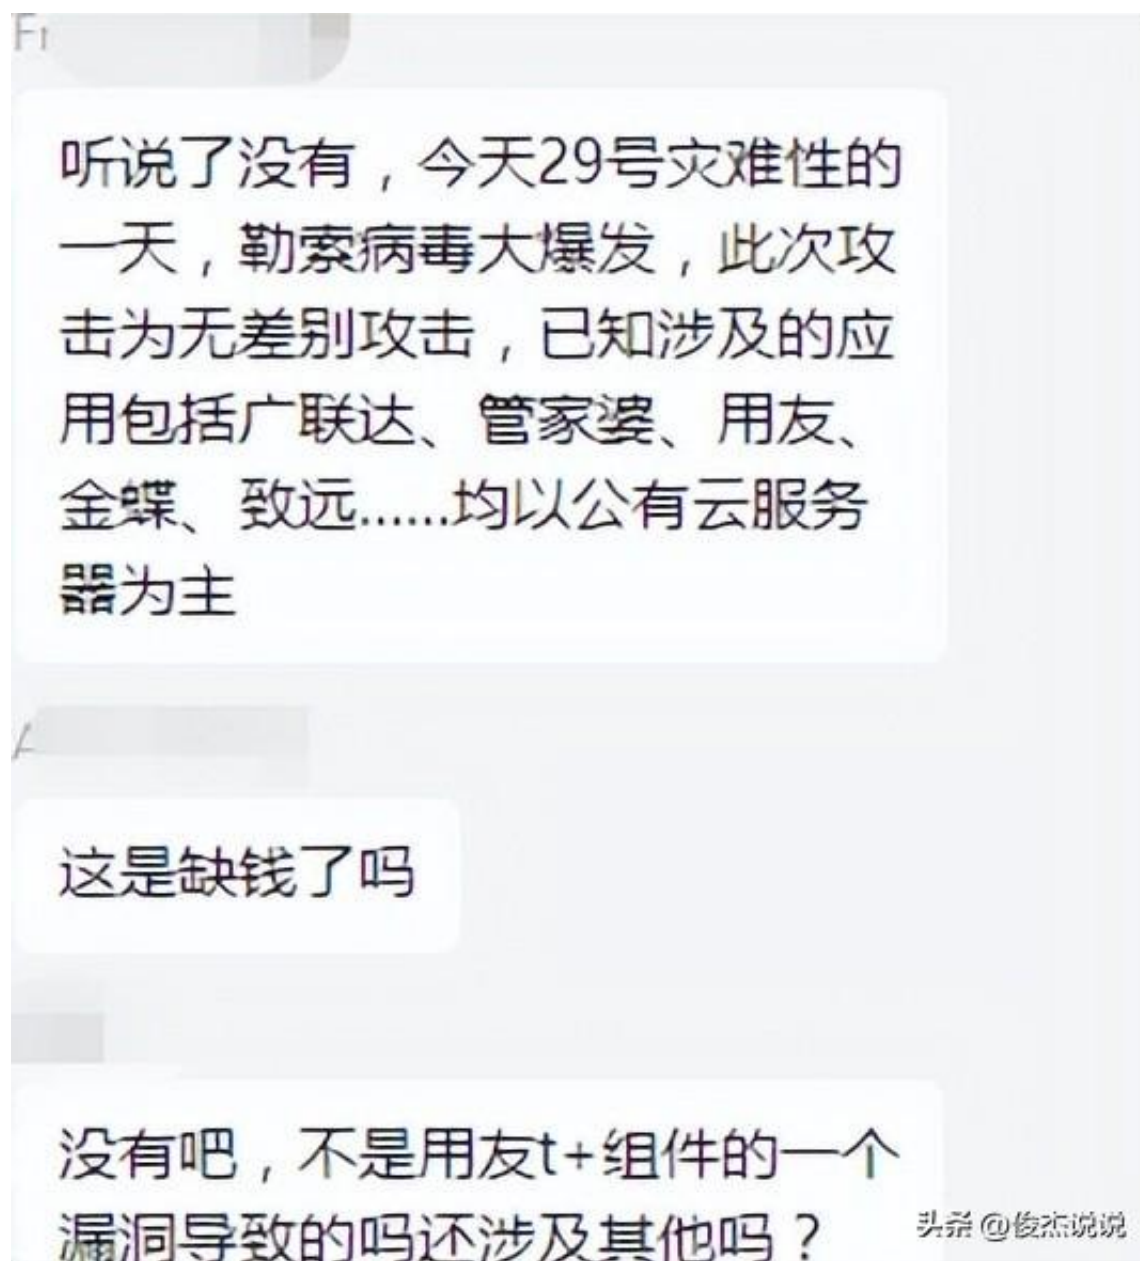 Fr
听说了没有，今天29号灾难性的
一天，勒索病毒大爆发，此次攻
击为无差别攻击，已知涉及的应
用包括广联达、管家婆、用友、
金蝶、致远......均以公有云服务
器为主
A
这是缺钱了吗
没有吧，不是用友t+组件的一个
漏洞导致的吗还涉及其他吗？
头条 @俊杰说说